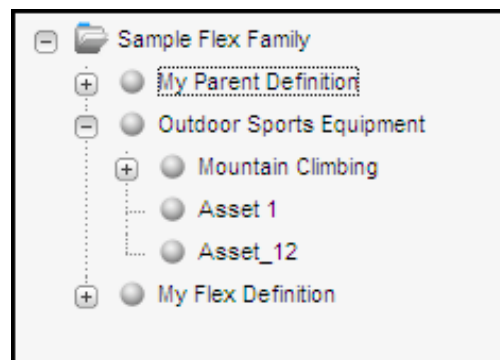 Sample Flex Family
My Parent Definition
Outdoor Sports Equipment
Mountain Climbing
Asset 1
Asset_12
My Flex Definition